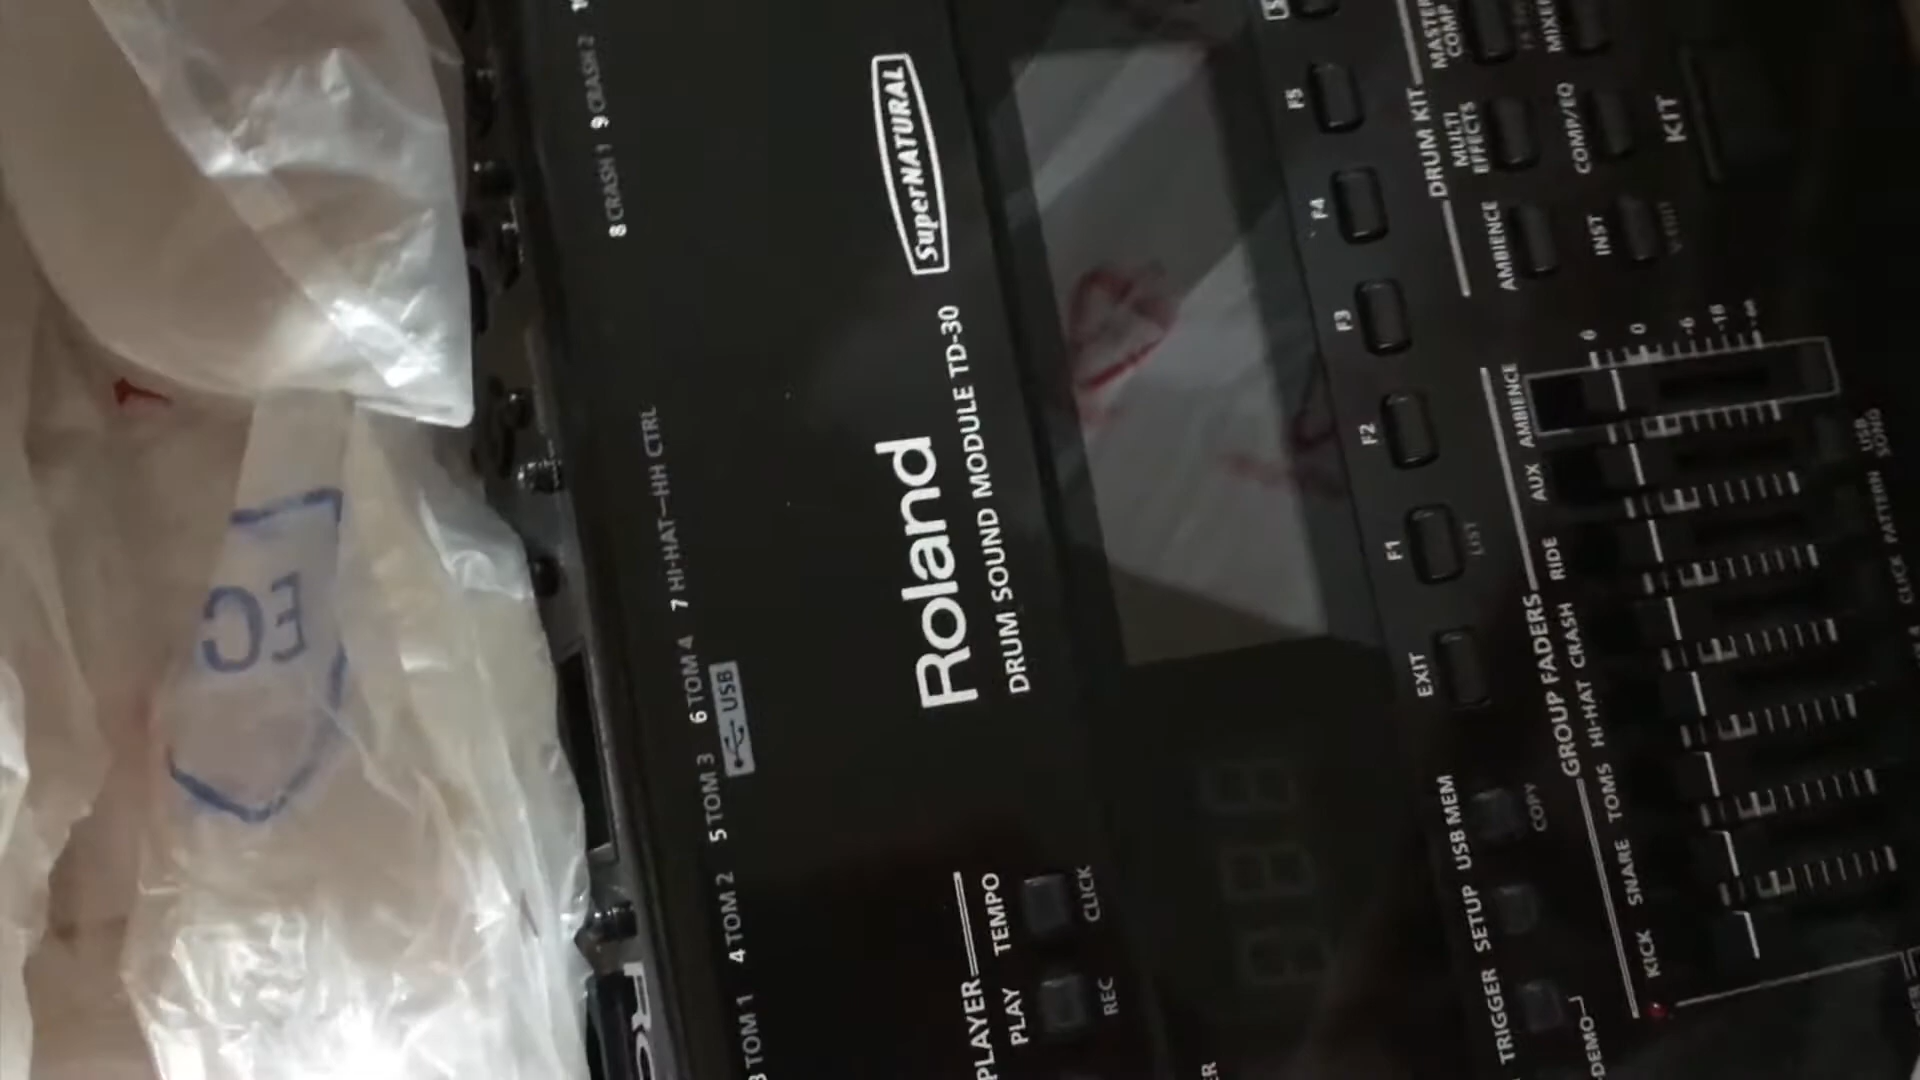 3 TOM 1 4 TOM 2 5 TOM 3 6 TOM 4 7 HI-HAT—HH CTRL 8 CRASH 1 9 CRASH 2
USB
Roland
DRUM SOUND MODULE TD-30
SuperNATURAL
PLAYER
PLAY TEMPO
REC CLICK
EXIT F1 F2 F3 F4 F5
LIST
TRIGGER SETUP USB MEM
DEMO COPY
GROUP FADERS
KICK SNARE TOMS HI-HAT CRASH RIDE AUX AMBIENCE
6
0
-6
-18
CLICK PATTERN USB SONG
DRUM KIT
AMBIENCE MULTI EFFECTS MASTER COMP
INST COMP/EQ MIXER
KIT
EC